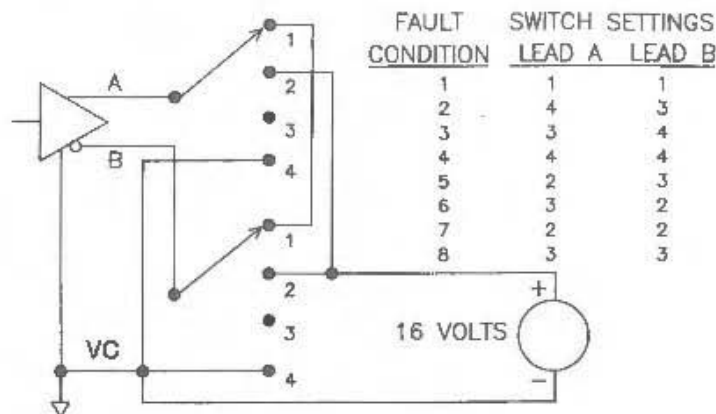 FAULT CONDITION SWITCH SETTINGS
LEAD A LEAD B
1 1 1
2 4 3
3 3 4
4 4 4
5 2 3
6 3 2
7 2 2
8 3 3
A
B
1
2
3
4
1
2
3
4
VC
16 VOLTS
+
−